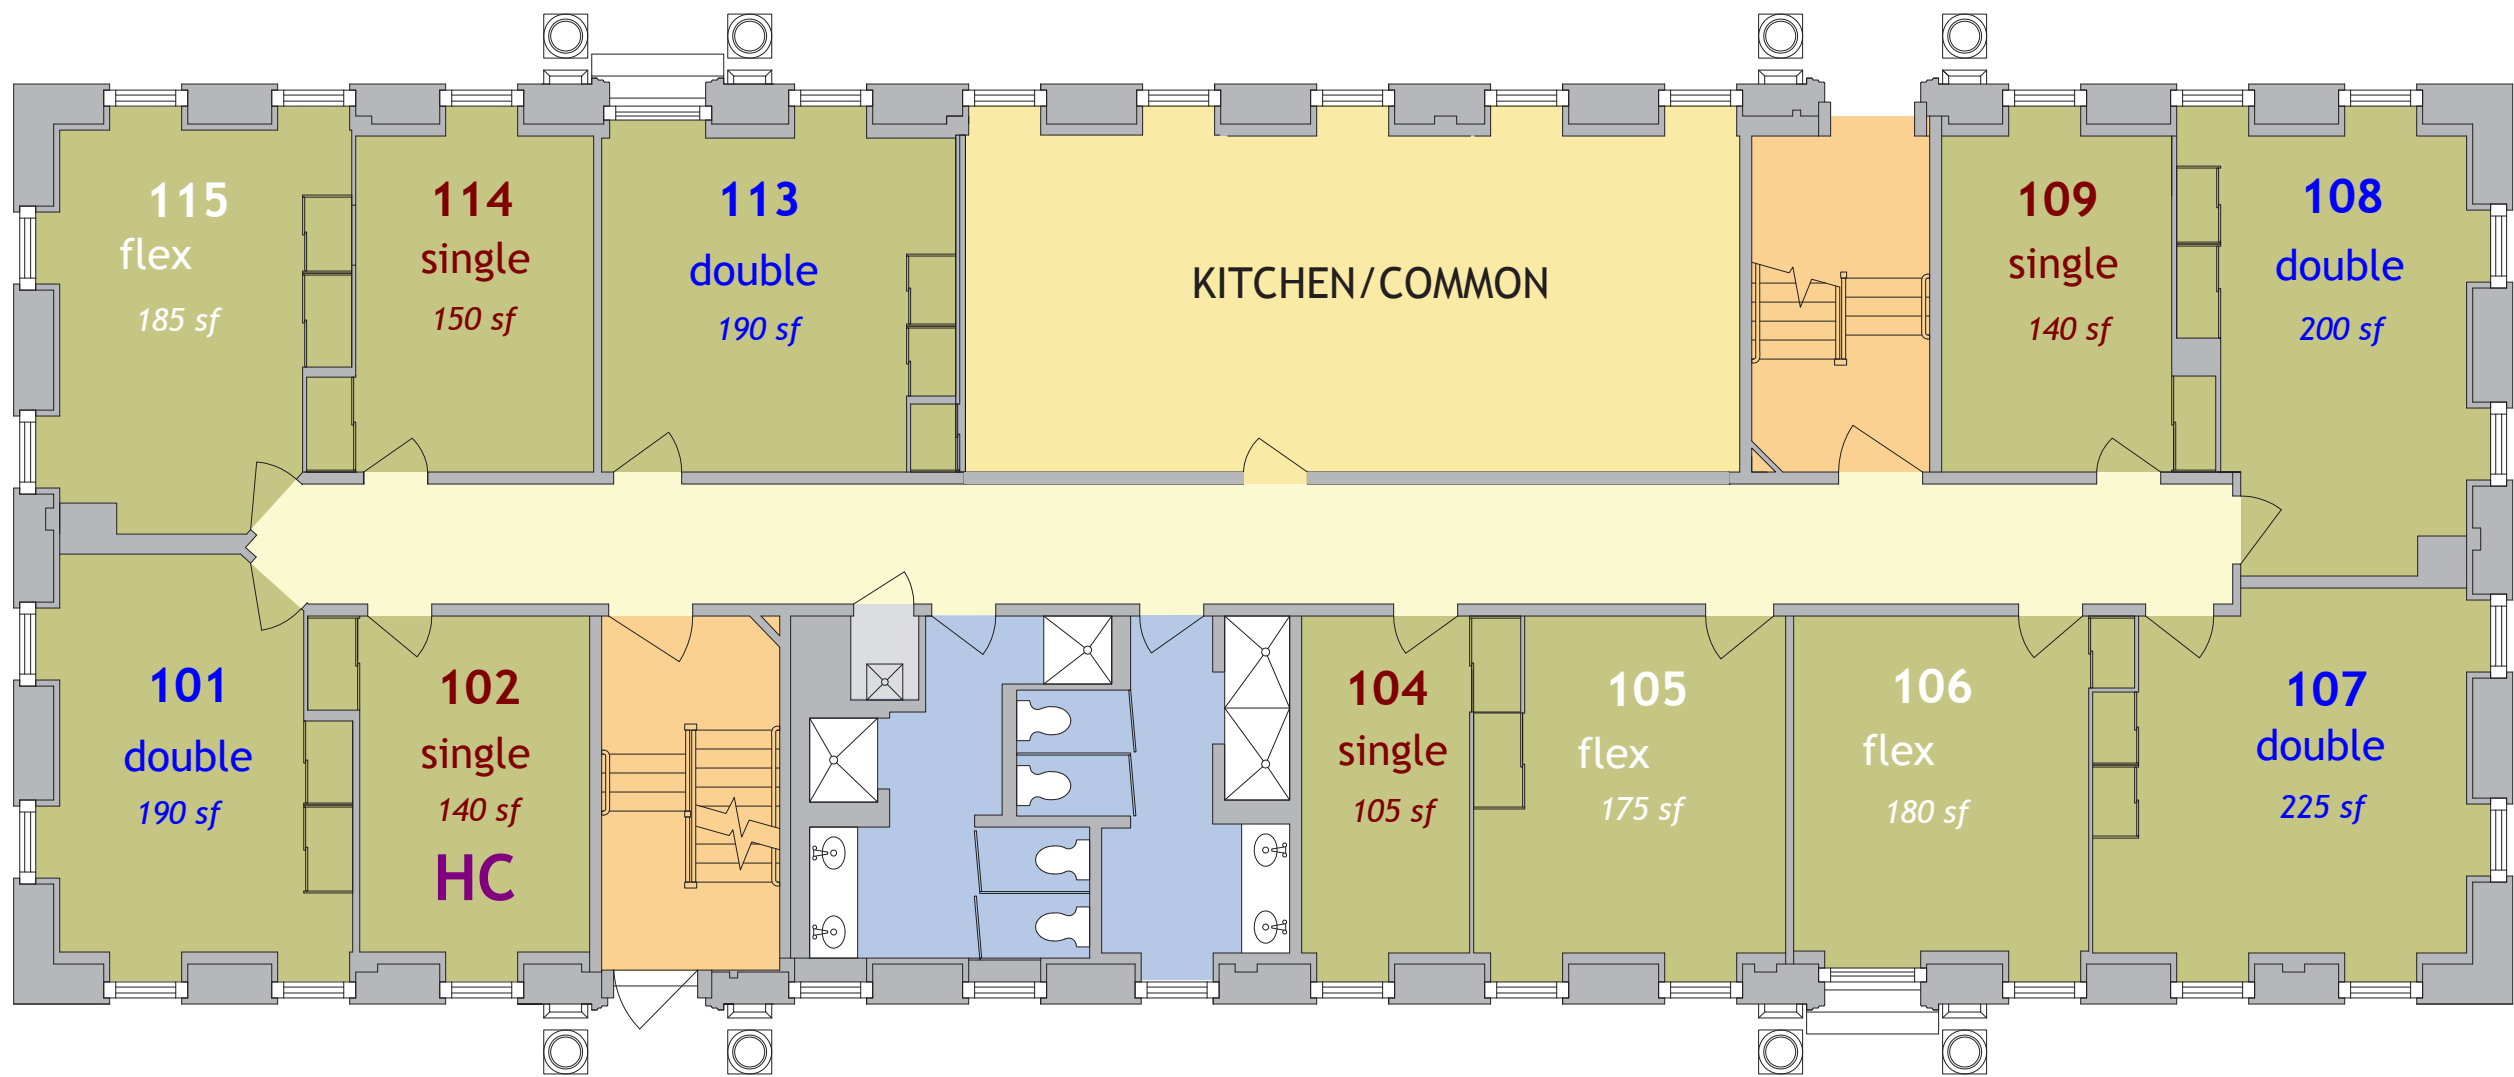 115
flex
185 sf
114
single
150 sf
113
double
190 sf
KITCHEN/COMMON
109
single
140 sf
108
double
200 sf
101
double
190 sf
102
single
140 sf
HC
104
single
105 sf
105
flex
175 sf
106
flex
180 sf
107
double
225 sf